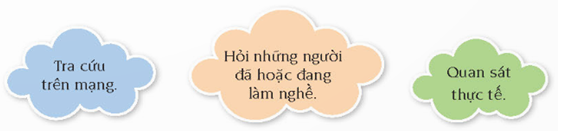 Tra cứu
trên mạng.
Hỏi những người
đã hoặc đang
làm nghề.
Quan sát
thực tế.